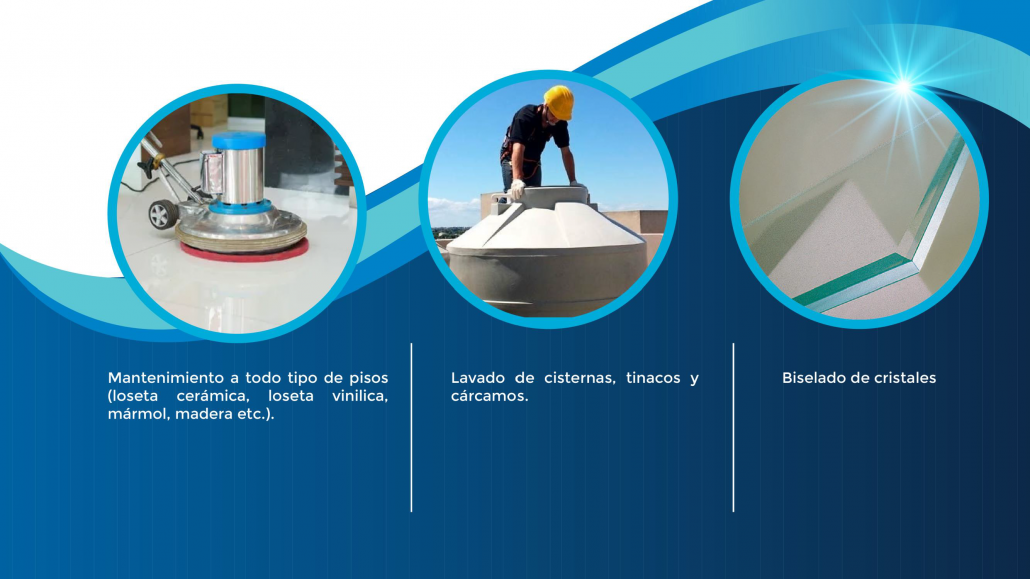 Mantenimiento a todo tipo de pisos
(loseta cerámica, loseta vinilica,
mármol, madera etc.).
Lavado de cisternas, tinacos y
cárcamos.
Biselado de cristales